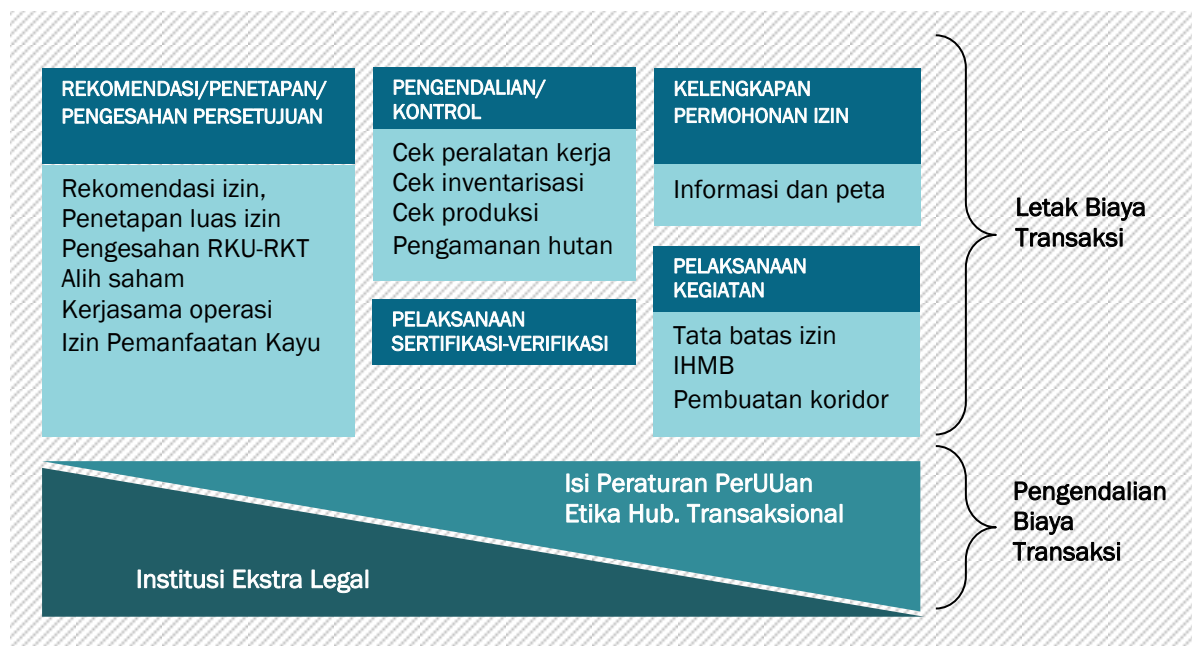 REKOMENDASI/PENETAPAN/
PENGESAHAN PERSETUJUAN
Rekomendasi izin,
Penetapan luas izin
Pengesahan RKU-RKT
Alih saham
Kerjasama operasi
Izin Pemanfaatan Kayu
PENGENDALIAN/
KONTROL
Cek peralatan kerja
Cek inventarisasi
Cek produksi
Pengamanan hutan
PELAKSANAAN
SERTIFIKASI-VERIFIKASI
KELENGKAPAN
PERMOHONAN IZIN
Informasi dan peta
PELAKSANAAN
KEGIATAN
Tata batas izin
IHMB
Pembuatan koridor
Letak Biaya
Transaksi
Isi Peraturan PerUUan
Etika Hub. Transaksional
Institusi Ekstra Legal
Pengendalian
Biaya
Transaksi